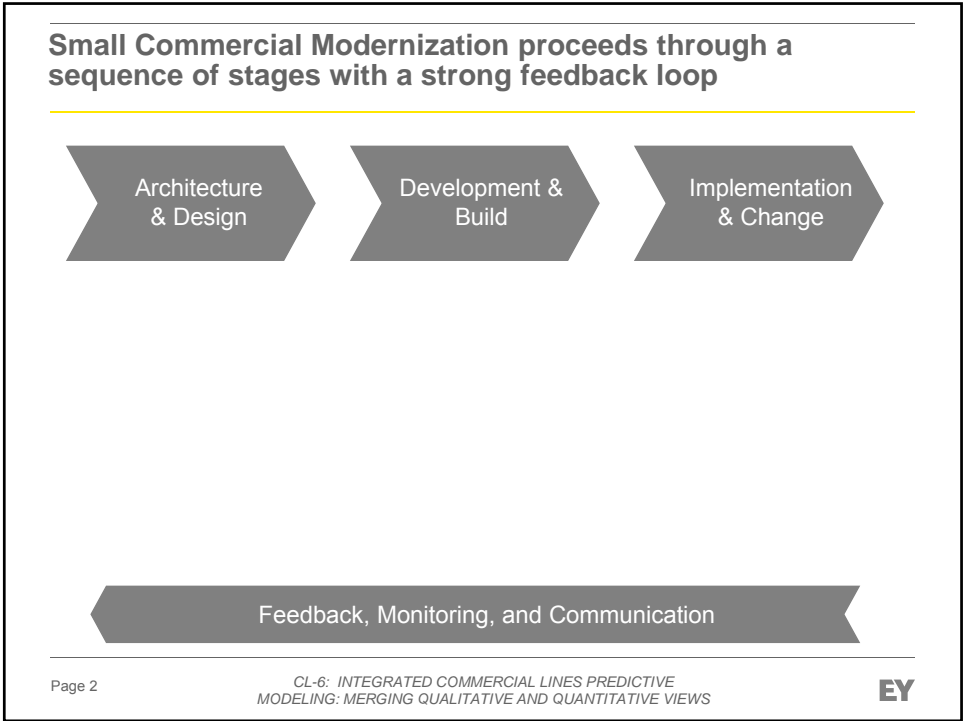 Small Commercial Modernization proceeds through a
sequence of stages with a strong feedback loop
Architecture
& Design
Development &
Build
Implementation
& Change
Feedback, Monitoring, and Communication
Page 2
CL-6: INTEGRATED COMMERCIAL LINES PREDICTIVE
MODELING: MERGING QUALITATIVE AND QUANTITATIVE VIEWS
EY